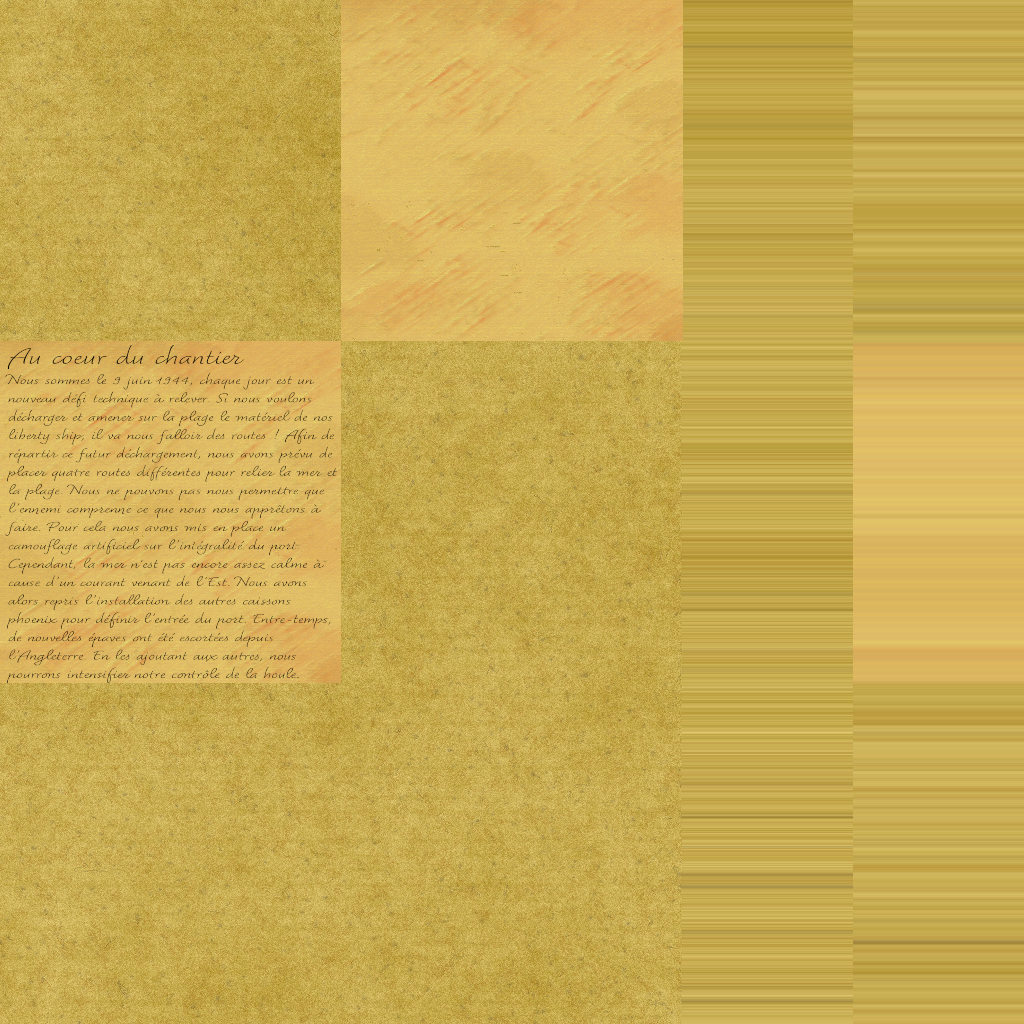 Au coeur du chantier
Nous sommes le 9 juin 1944, chaque jour est un
nouveau défi technique à relever. Si nous voulons
décharger et amener sur la plage le matériel de nos
liberty ship, il va nous falloir des routes ! Afin de
répartir ce futur déchargement, nous avons prévu de
placer quatre routes différentes pour relier la mer et
la plage. Nous ne pouvons pas nous permettre que
l'ennemi comprenne ce que nous nous apprêtons à
faire. Pour cela nous avons mis en place un
camouflage artificiel sur l'intégralité du port.
Cependant, la mer n'est pas encore assez calme à
cause d'un courant venant de l'Est. Nous avons
alors repris l'installation des autres caissons
phoenix pour définir l'entrée du port. Entre-temps,
de nouvelles épaves ont été escortées depuis
l'Angleterre. En les ajoutant aux autres, nous
pourrons intensifier notre contrôle de la houle.